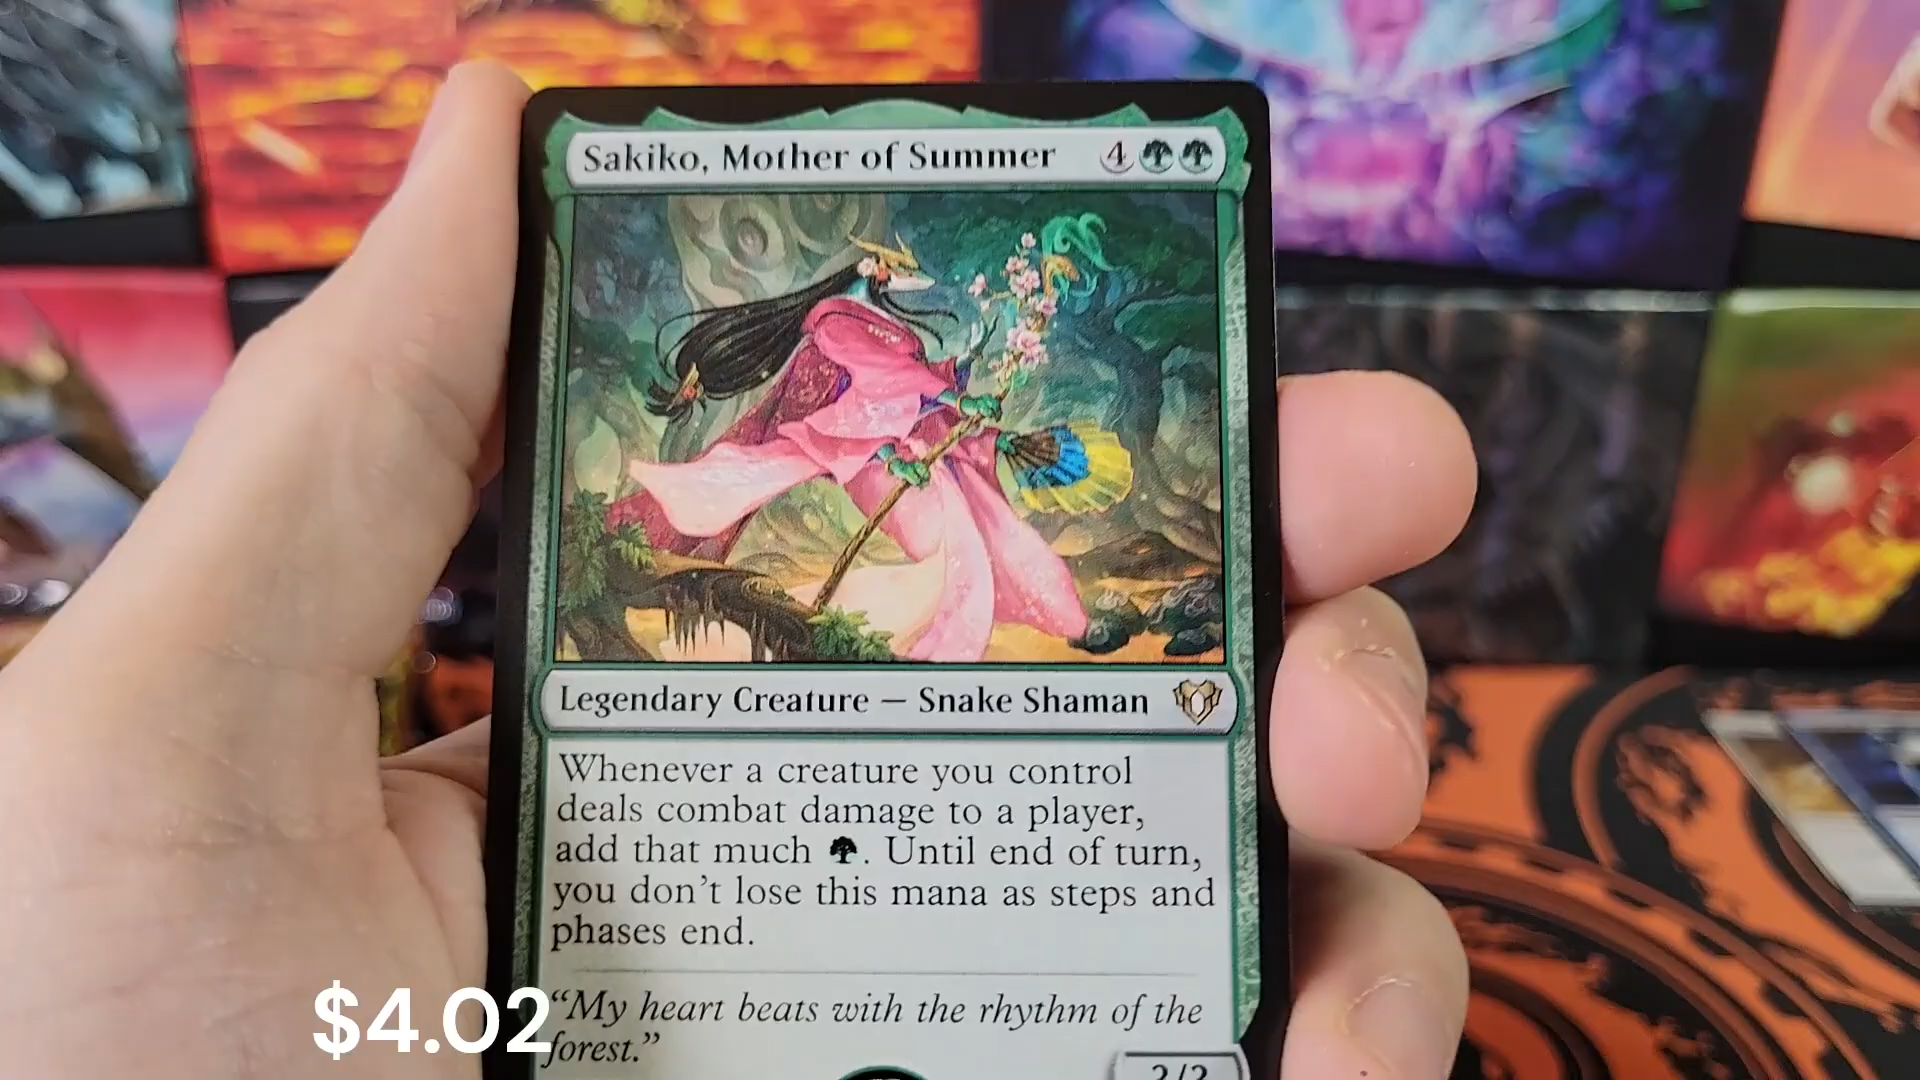 Sakiko, Mother of Summer 4
Legendary Creature — Snake Shaman
Whenever a creature you control
deals combat damage to a player,
add that much . Until end of turn,
you don't lose this mana as steps and
phases end.
"My heart beats with the rhythm of the
forest."
$4.02